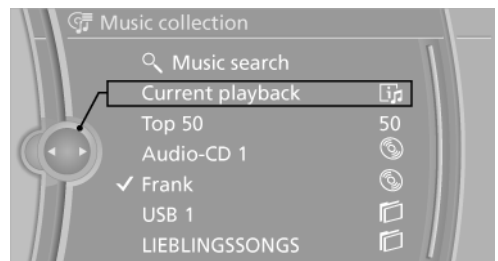 Music collection
Music search
Current playback
Top 50 50
Audio-CD 1
Frank
USB 1
LIEBLINGSSONGS